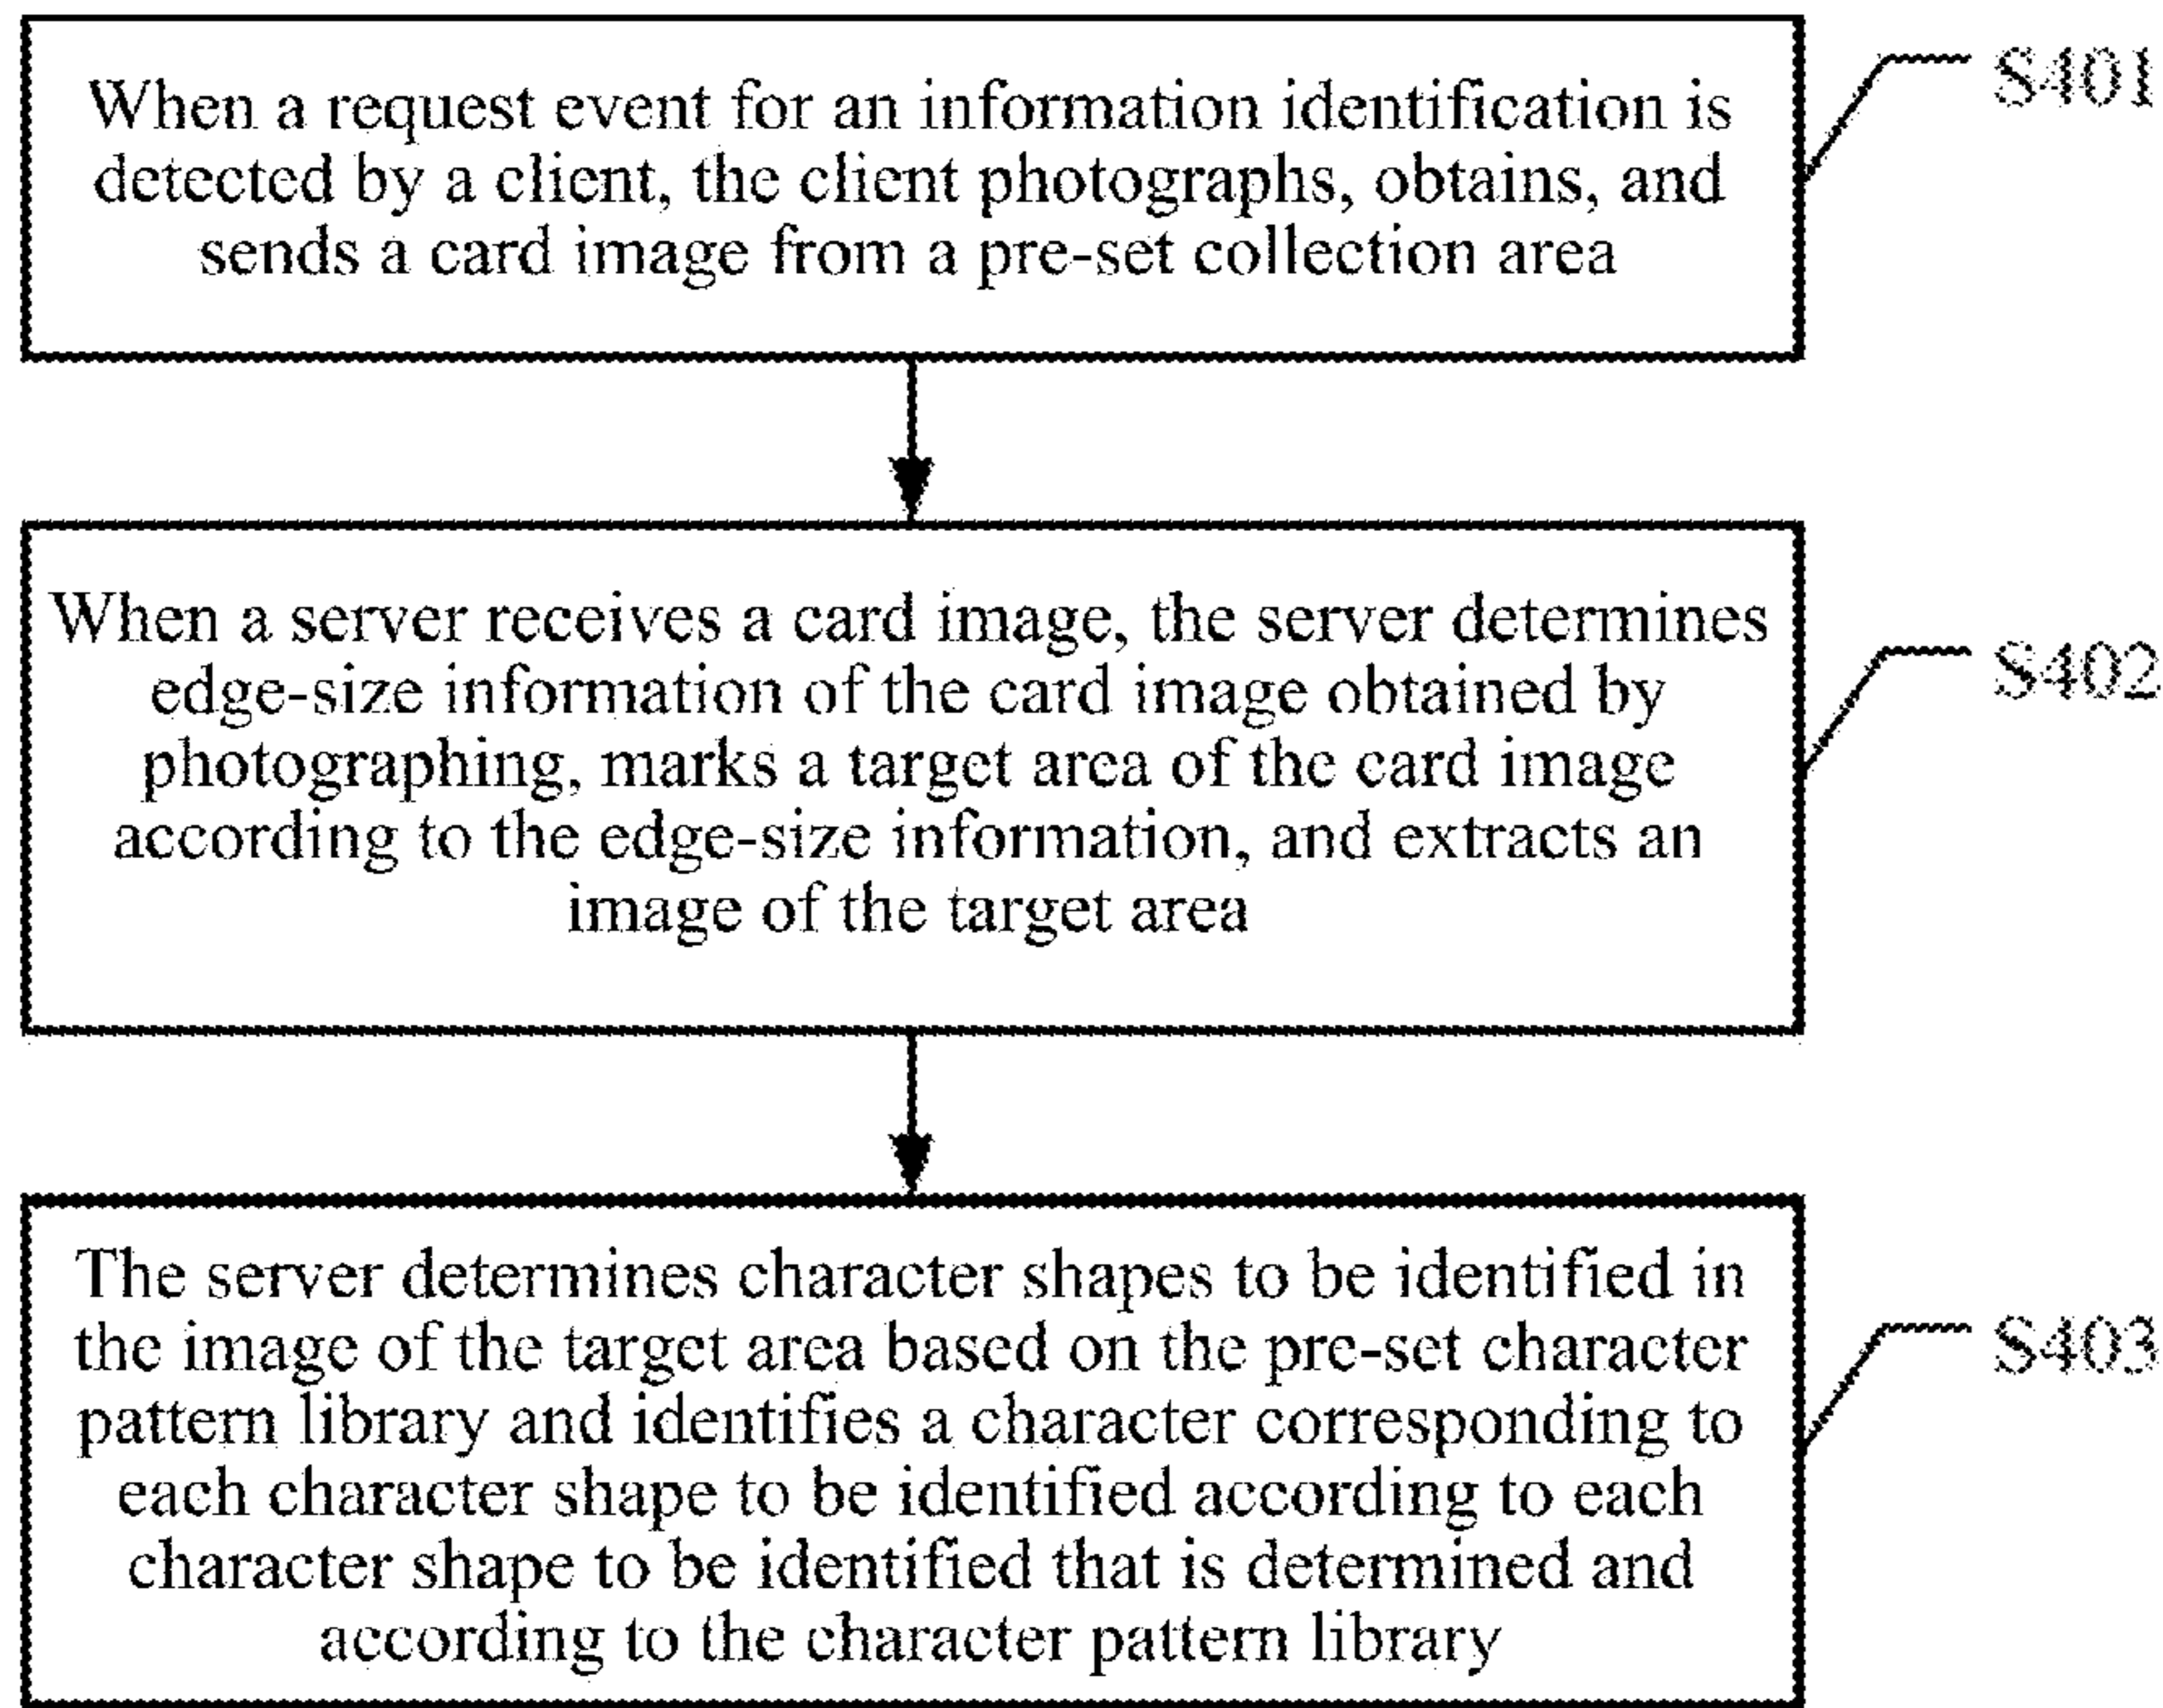 When a request event for an information identification is
detected by a client, the client photographs, obtains, and
sends a card image from a pre-set collection area
S401
When a server receives a card image, the server determines
edge-size information of the card image obtained by
photographing, marks a target area of the card image
according to the edge-size information, and extracts an
image of the target area
S402
The server determines character shapes to be identified in
the image of the target area based on the pre-set character
pattern library and identifies a character corresponding to
each character shape to be identified according to each
character shape to be identified that is determined and
according to the character pattern library
S403